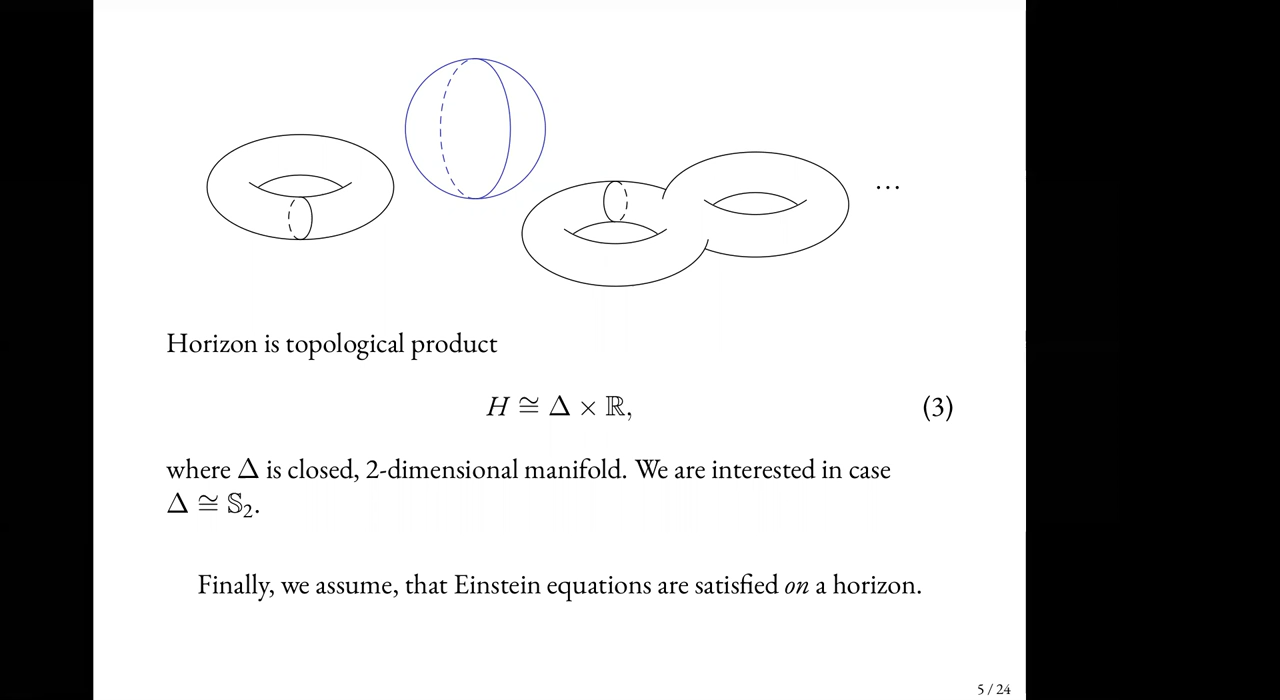 ...
Horizon is topological product
H ≅ Δ × ℝ, (3)
where Δ is closed, 2-dimensional manifold. We are interested in case
Δ ≅ 𝕊₂.
Finally, we assume, that Einstein equations are satisfied on a horizon.
5 / 24